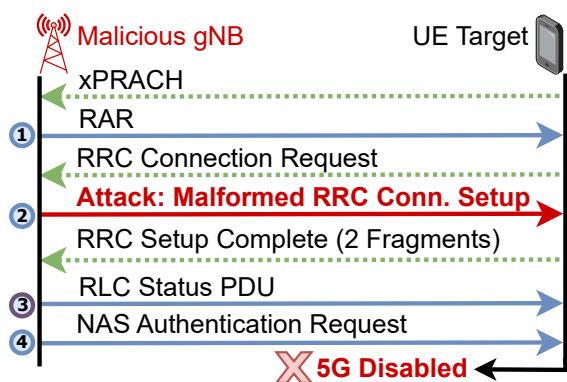 Malicious gNB
UE Target
xPRACH
RAR
1
RRC Connection Request
Attack: Malformed RRC Conn. Setup
2
RRC Setup Complete (2 Fragments)
RLC Status PDU
3
NAS Authentication Request
4
5G Disabled